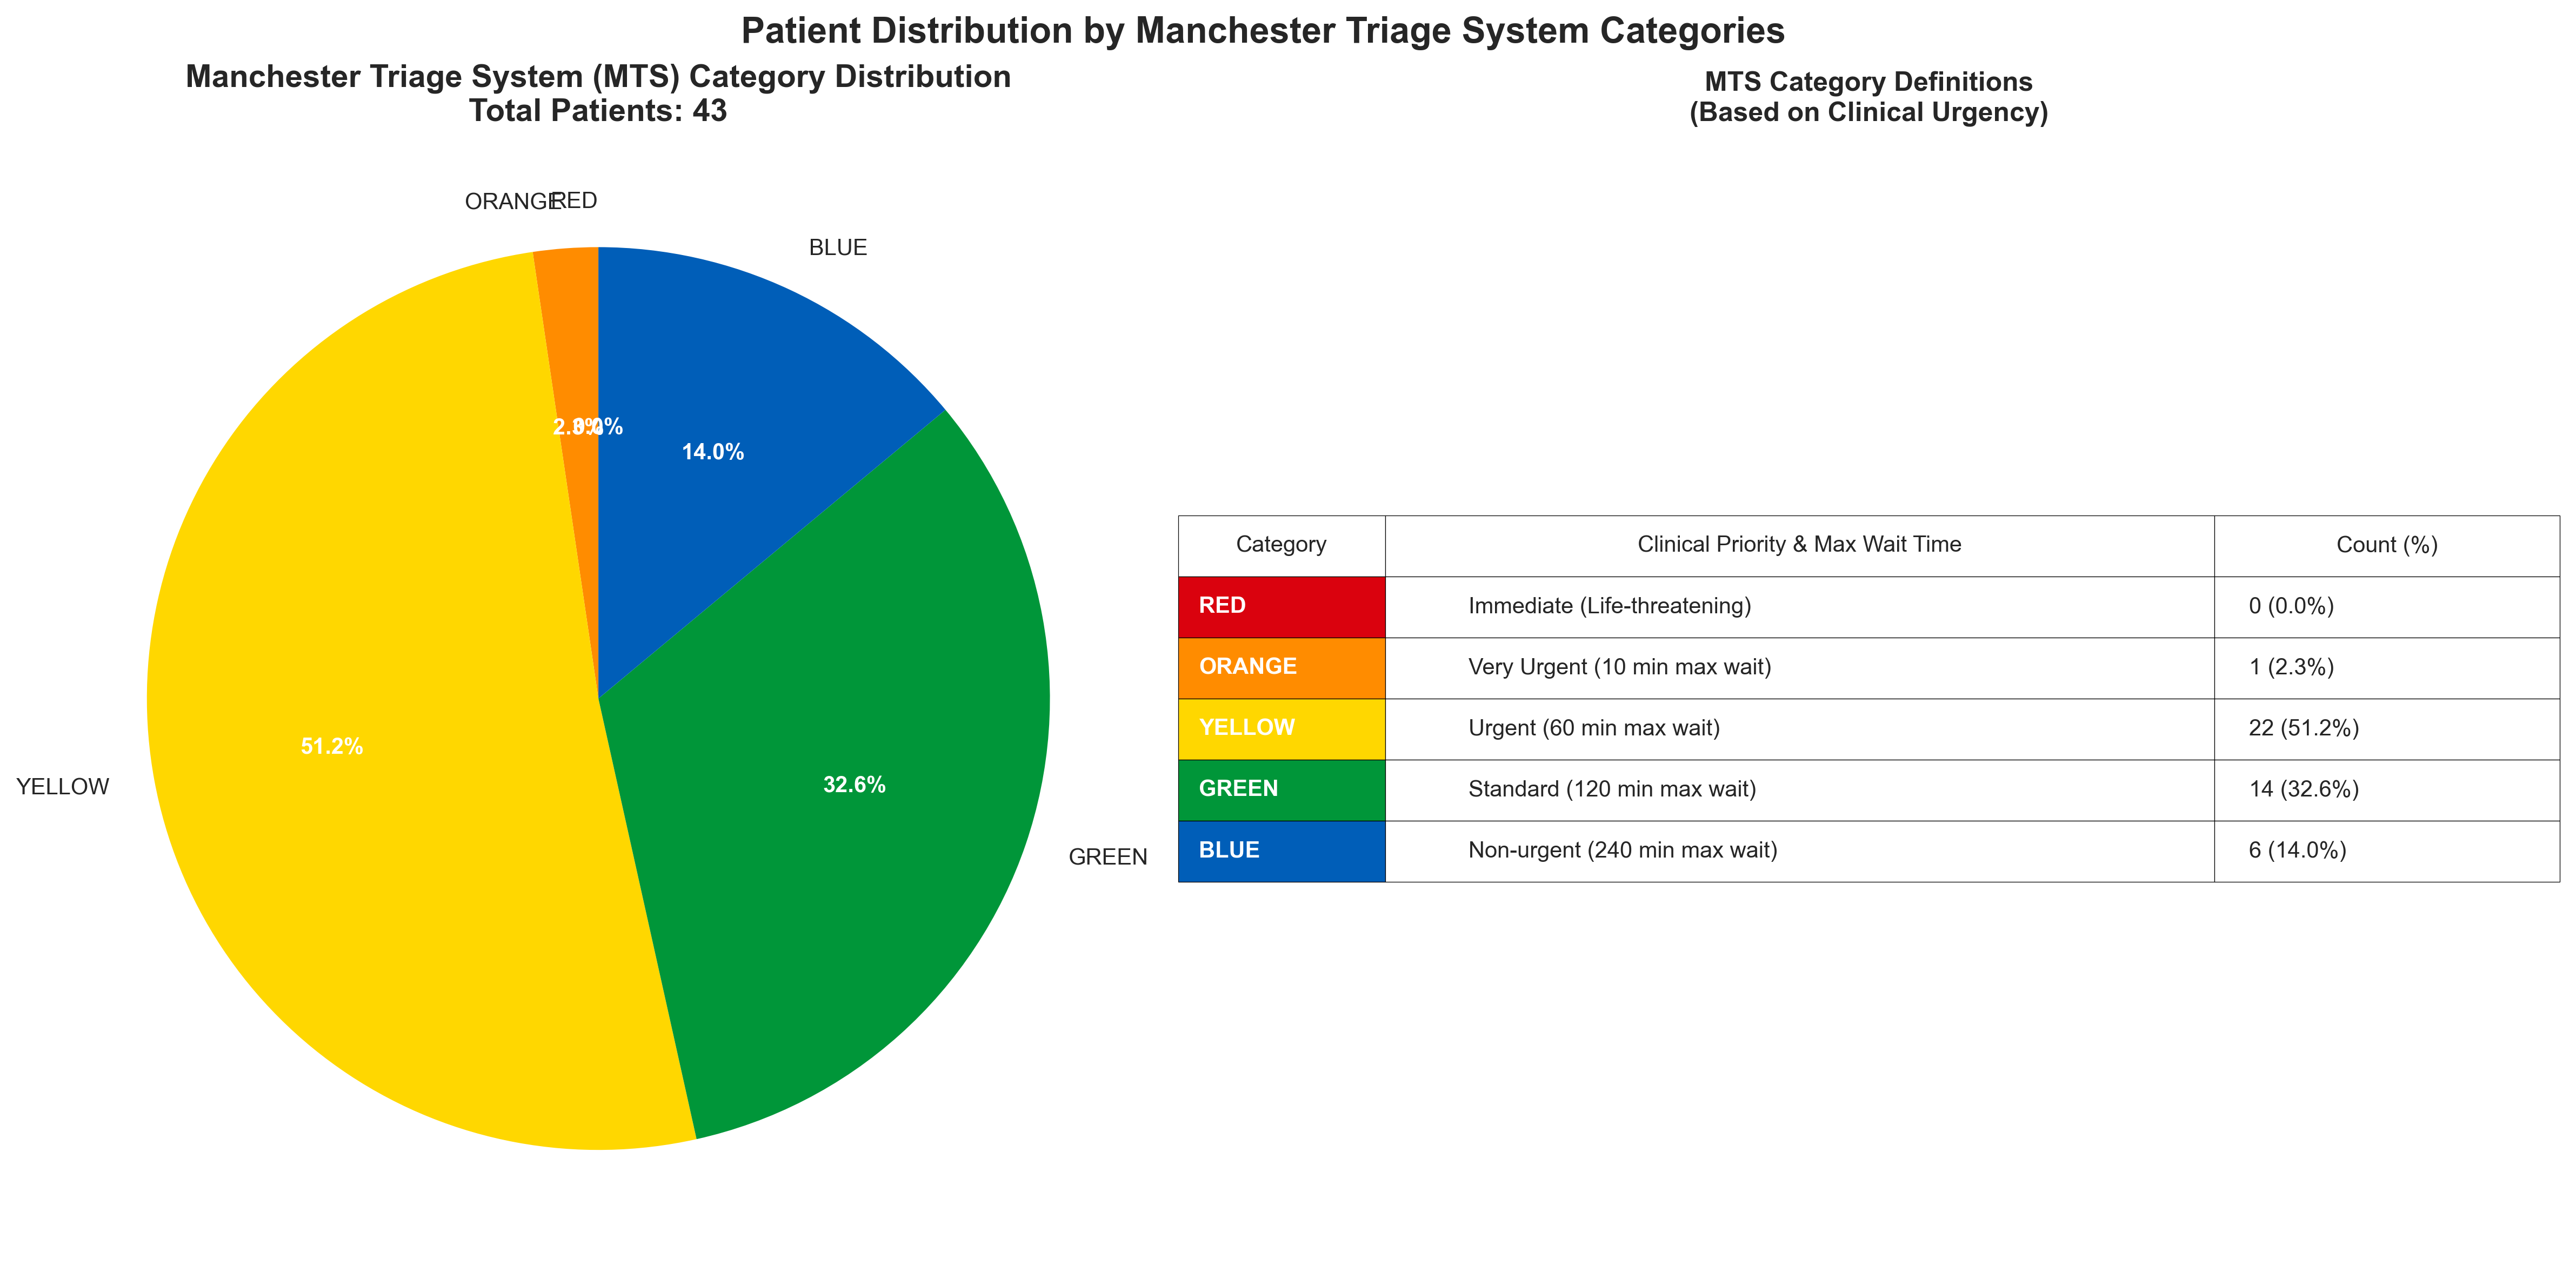 Patient Distribution by Manchester Triage System Categories
Manchester Triage System (MTS) Category Distribution
Total Patients: 43
ORANGE
RED
BLUE
2.3%
0.0%
14.0%
51.2%
32.6%
YELLOW
GREEN
MTS Category Definitions
(Based on Clinical Urgency)
Category Clinical Priority & Max Wait Time Count (%)
RED Immediate (Life-threatening) 0 (0.0%)
ORANGE Very Urgent (10 min max wait) 1 (2.3%)
YELLOW Urgent (60 min max wait) 22 (51.2%)
GREEN Standard (120 min max wait) 14 (32.6%)
BLUE Non-urgent (240 min max wait) 6 (14.0%)